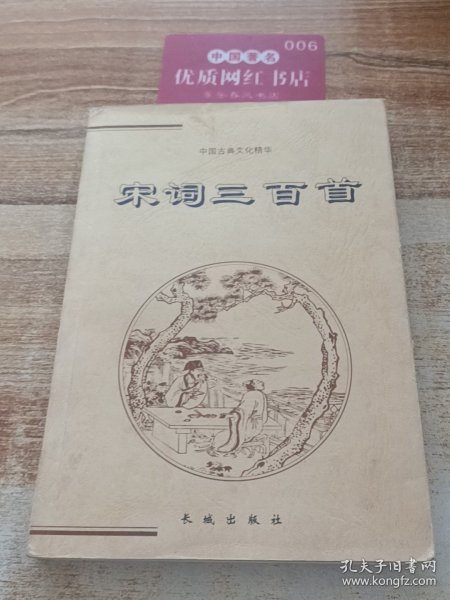 006
中国著名
优质网红书店
中国古典文化精华
宋词三百首
长城出版社
孔夫子旧书网
www.kongfz.com